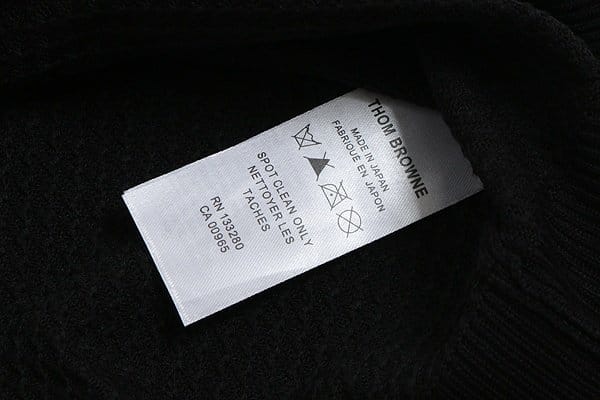 THOM BROWNE
MADE IN JAPAN
FABRIQUÉ EN JAPON
SPOT CLEAN ONLY
NETTOYER LES
TACHES
RN 133280
CA 00965